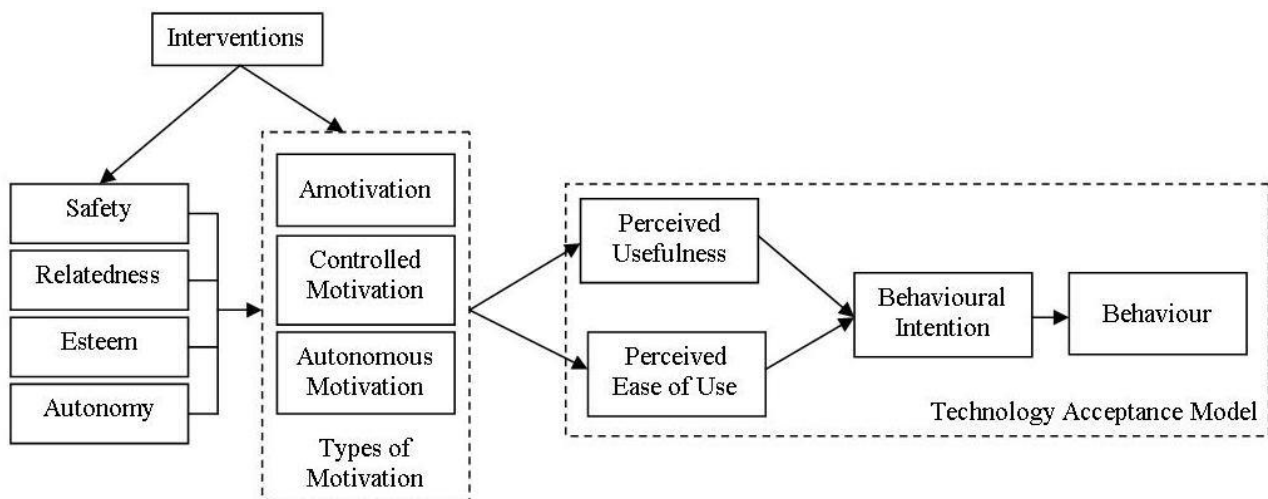 Interventions
Safety
Relatedness
Esteem
Autonomy
Amotivation
Controlled
Motivation
Autonomous
Motivation
Types of
Motivation
Perceived
Usefulness
Perceived
Ease of Use
Behavioural
Intention
Behaviour
Technology Acceptance Model